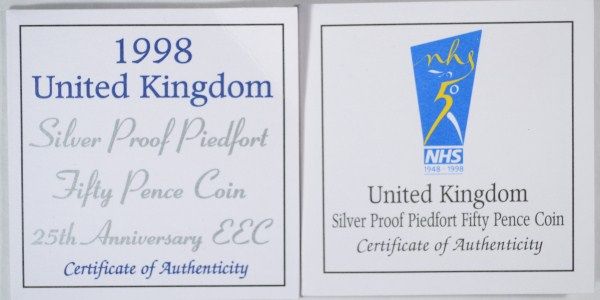 1998
United Kingdom
Silver Proof Piedfort
Fifty Pence Coin
25th Anniversary EEC
Certificate of Authenticity
nhs
50
NHS
1948 - 1998
United Kingdom
Silver Proof Piedfort Fifty Pence Coin
Certificate of Authenticity